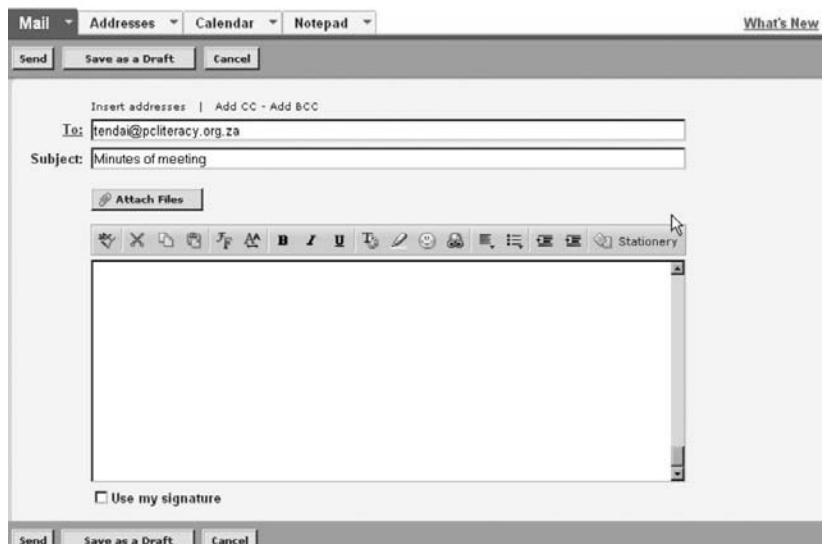 Mail Addresses Calendar Notepad What's New
Send Save as a Draft Cancel
Insert addresses | Add CC - Add BCC
To: tendai@pcliteracy.org.za
Subject: Minutes of meeting
Attach Files
B I U Stationery
Use my signature
Send Save as a Draft Cancel